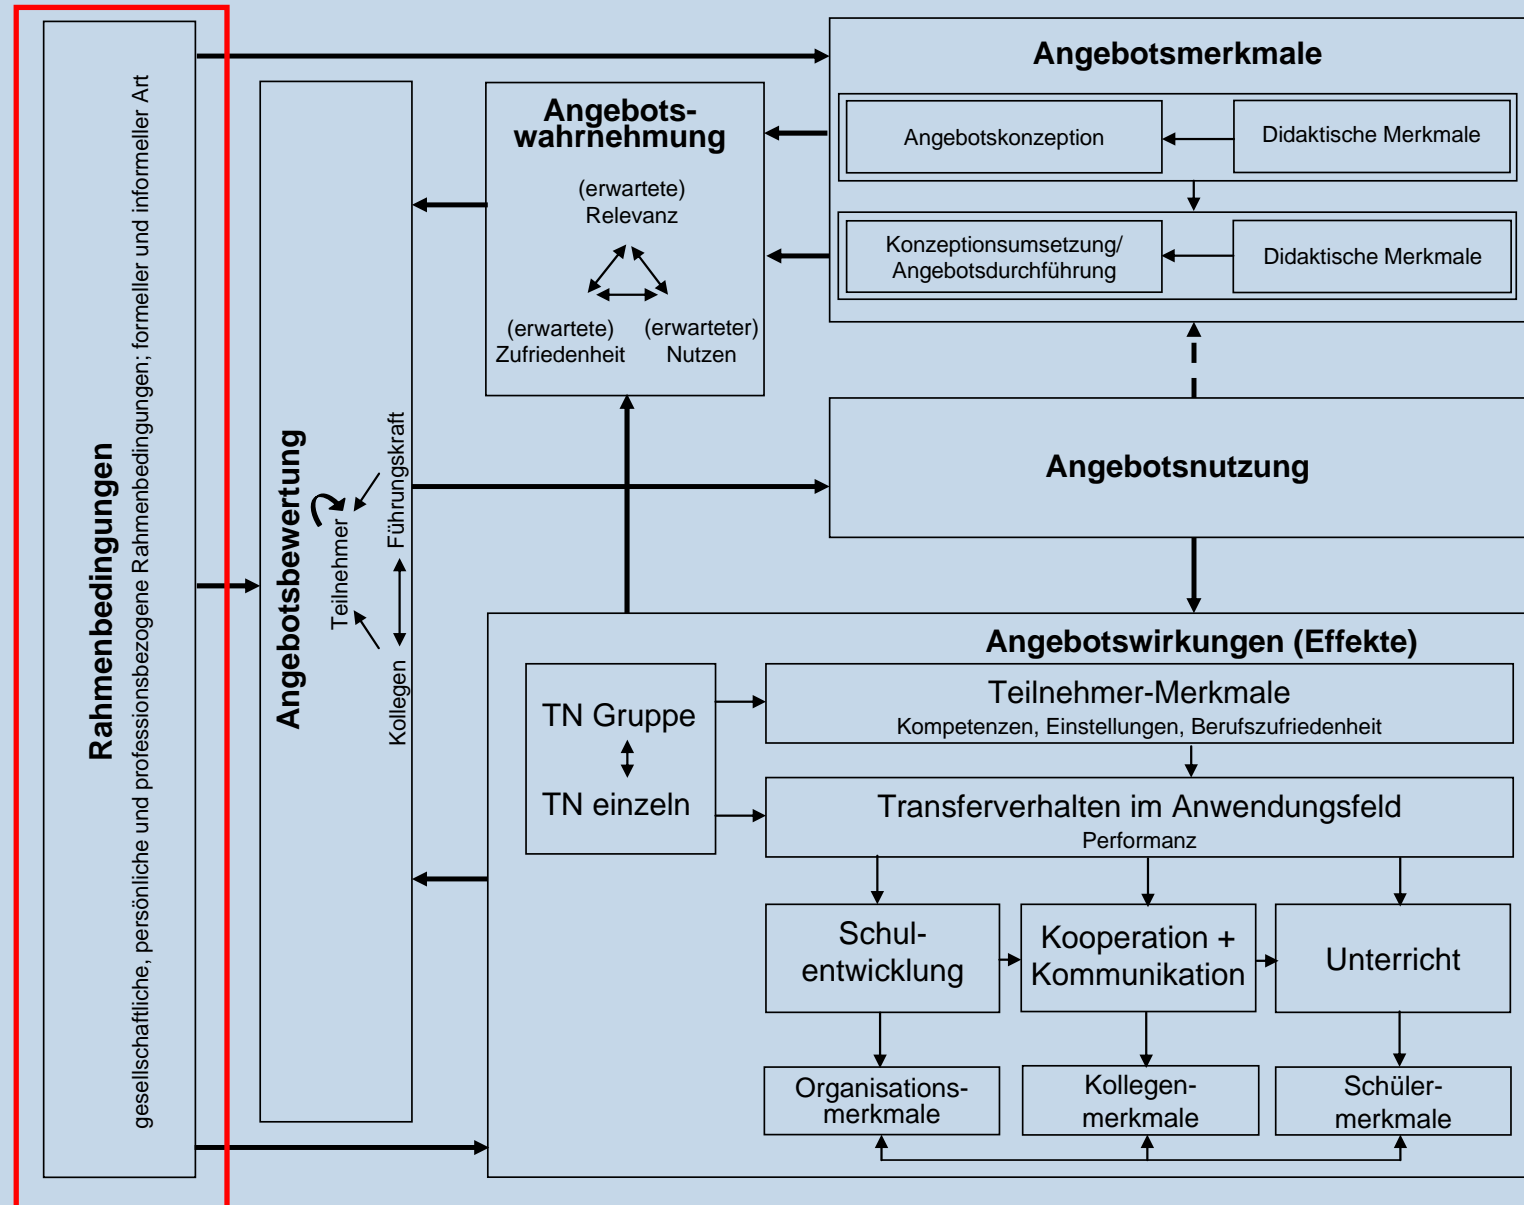 Rahmenbedingungen
gesellschaftliche, persönliche und professionsbezogene Rahmenbedingungen; formeller und informeller Art
Angebotsbewertung
Teilnehmer
Führungskraft
Kollegen
Angebots-
wahrnehmung
(erwartete)
Relevanz
(erwartete)
Zufriedenheit
(erwarteter)
Nutzen
Angebotsmerkmale
Angebotskonzeption
Didaktische Merkmale
Konzeptionsumsetzung/
Angebotsdurchführung
Didaktische Merkmale
Angebotsnutzung
Angebotswirkungen (Effekte)
TN Gruppe
TN einzeln
Teilnehmer-Merkmale
Kompetenzen, Einstellungen, Berufszufriedenheit
Transferverhalten im Anwendungsfeld
Performanz
Schul-
entwicklung
Kooperation +
Kommunikation
Unterricht
Organisations-
merkmale
Kollegen-
merkmale
Schüler-
merkmale